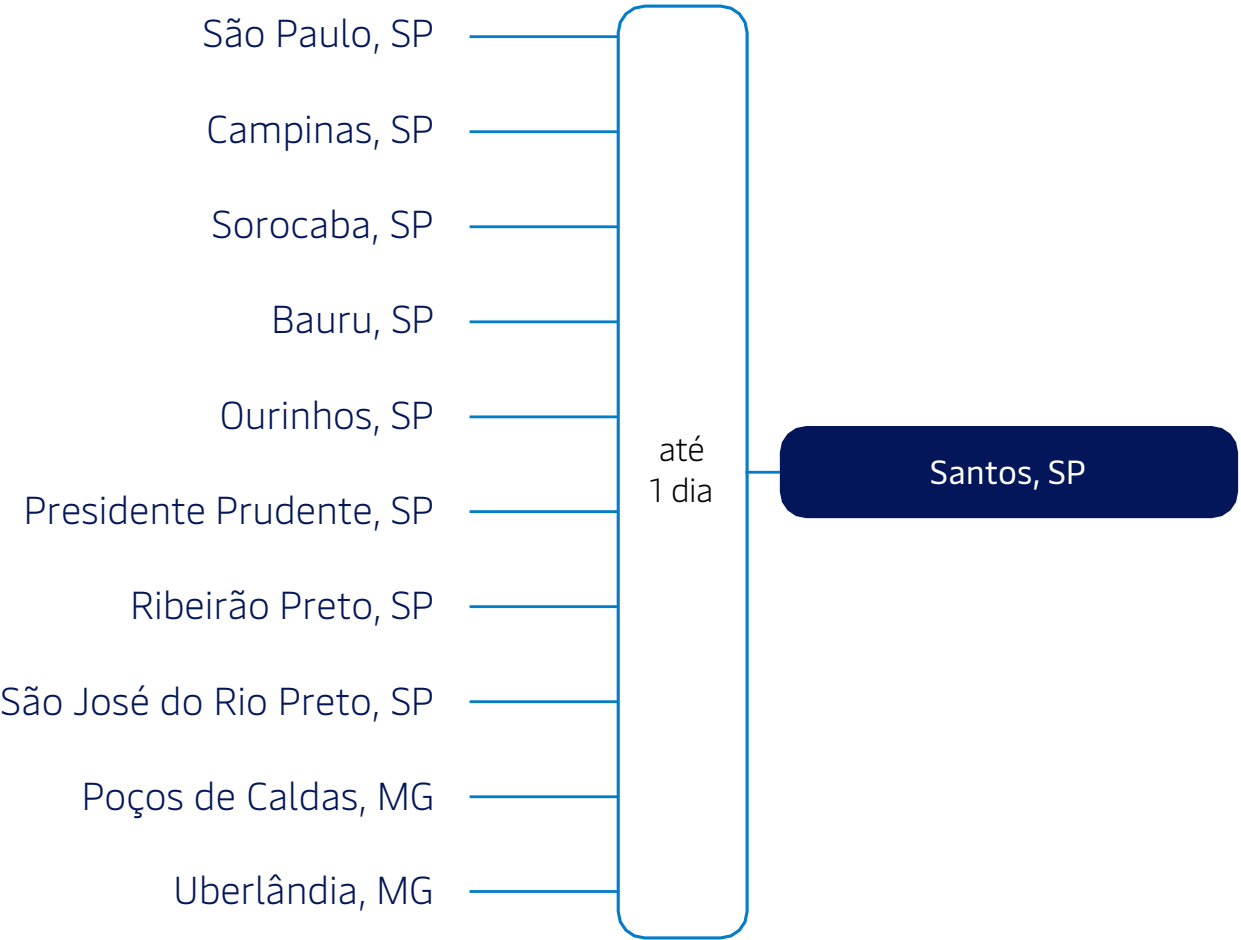 São Paulo, SP
Campinas, SP
Sorocaba, SP
Bauru, SP
Ourinhos, SP
Presidente Prudente, SP
Ribeirão Preto, SP
São José do Rio Preto, SP
Poços de Caldas, MG
Uberlândia, MG
até
1 dia
Santos, SP